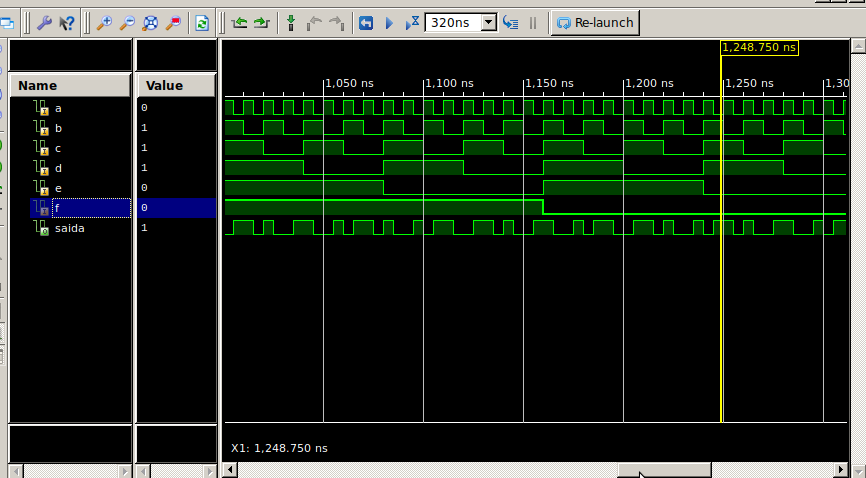 320ns
Re-launch
1,248.750 ns
Name
Value
1,050 ns
1,100 ns
1,150 ns
1,200 ns
1,250 ns
1,30
a
0
b
1
c
1
d
1
e
0
f
0
saida
1
X1: 1,248.750 ns